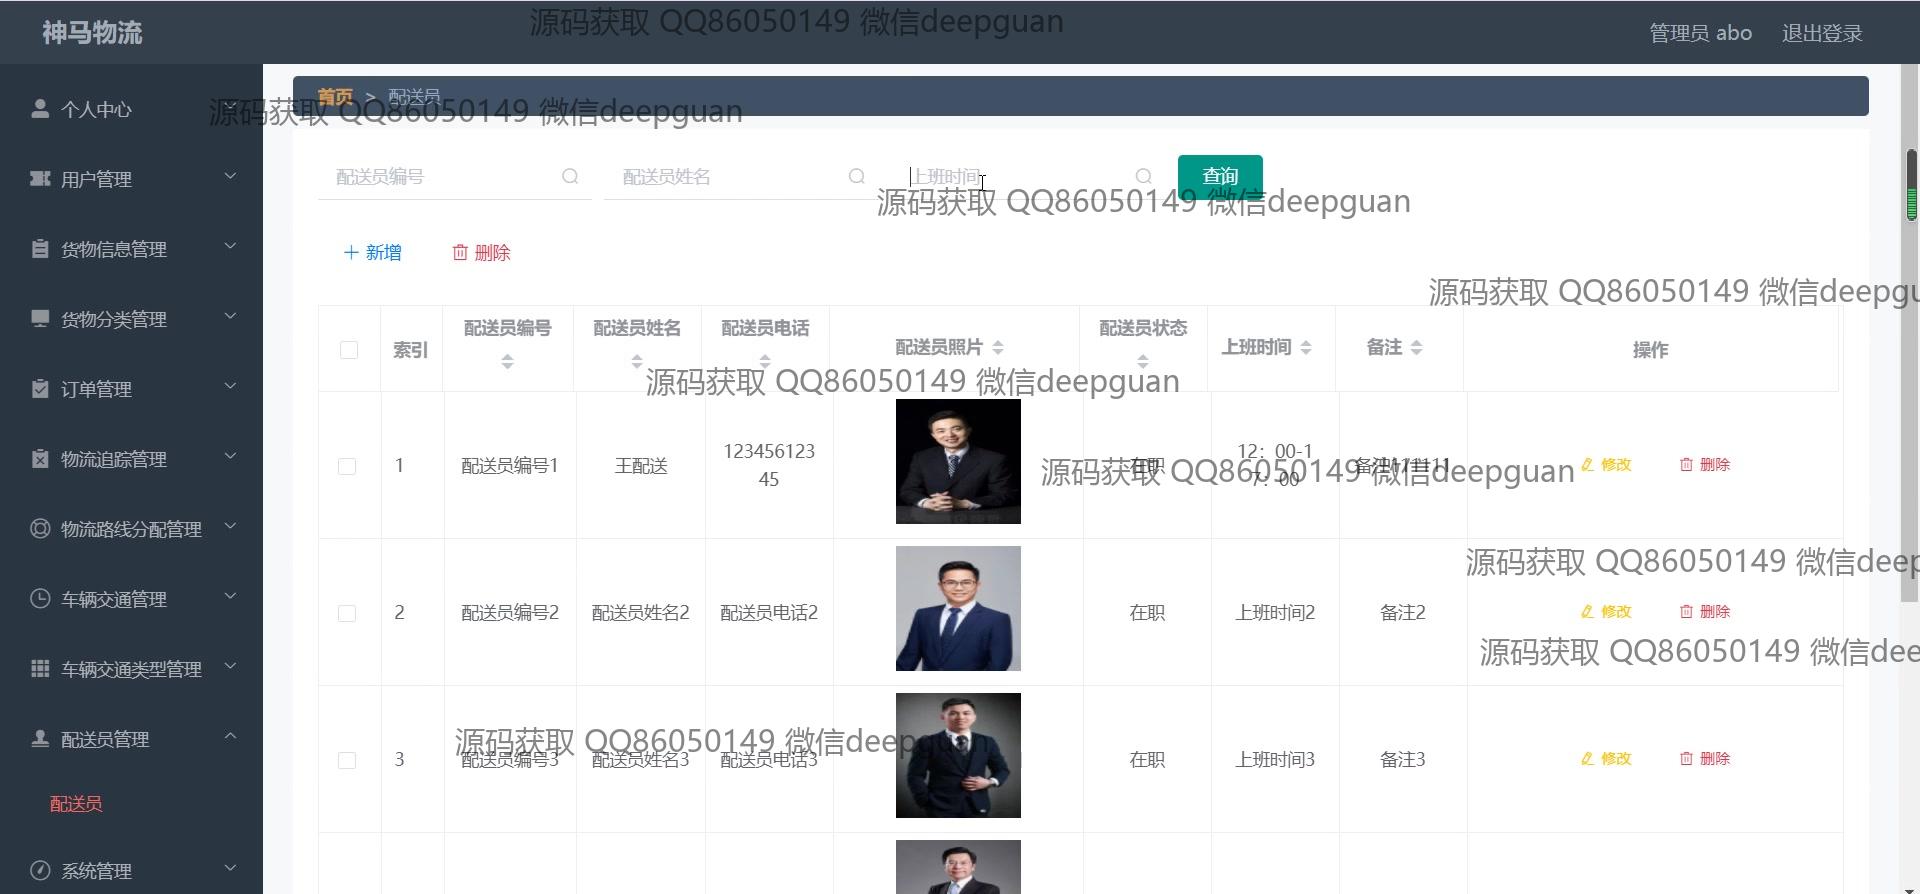 神马物流
源码获取 QQ86050149 微信deepguan
管理员 abo
退出登录
个人中心
用户管理
货物信息管理
货物分类管理
订单管理
物流追踪管理
物流路线分配管理
车辆交通管理
车辆交通类型管理
配送员管理
配送员
系统管理
首页 > 配送员
源码获取 QQ86050149 微信deepguan
配送员编号 配送员姓名 上班时间 查询
源码获取 QQ86050149 微信deepguan
新增 删除
源码获取 QQ86050149 微信deepgu
索引 配送员编号 配送员姓名 配送员电话 配送员照片 配送员状态 上班时间 备注 操作
源码获取 QQ86050149 微信deepguan
1 配送员编号1 王配送 123456123 在职 12：00-1 修改 删除
45 7：00
源码获取 QQ86050149 微信deepguan
源码获取 QQ86050149 微信deep
2 配送员编号2 配送员姓名2 配送员电话2 在职 上班时间2 备注2 修改 删除
源码获取 QQ86050149 微信dee
源码获取 QQ86050149 微信deepguan
3 配送员编号3 配送员姓名3 配送员电话3 在职 上班时间3 备注3 修改 删除